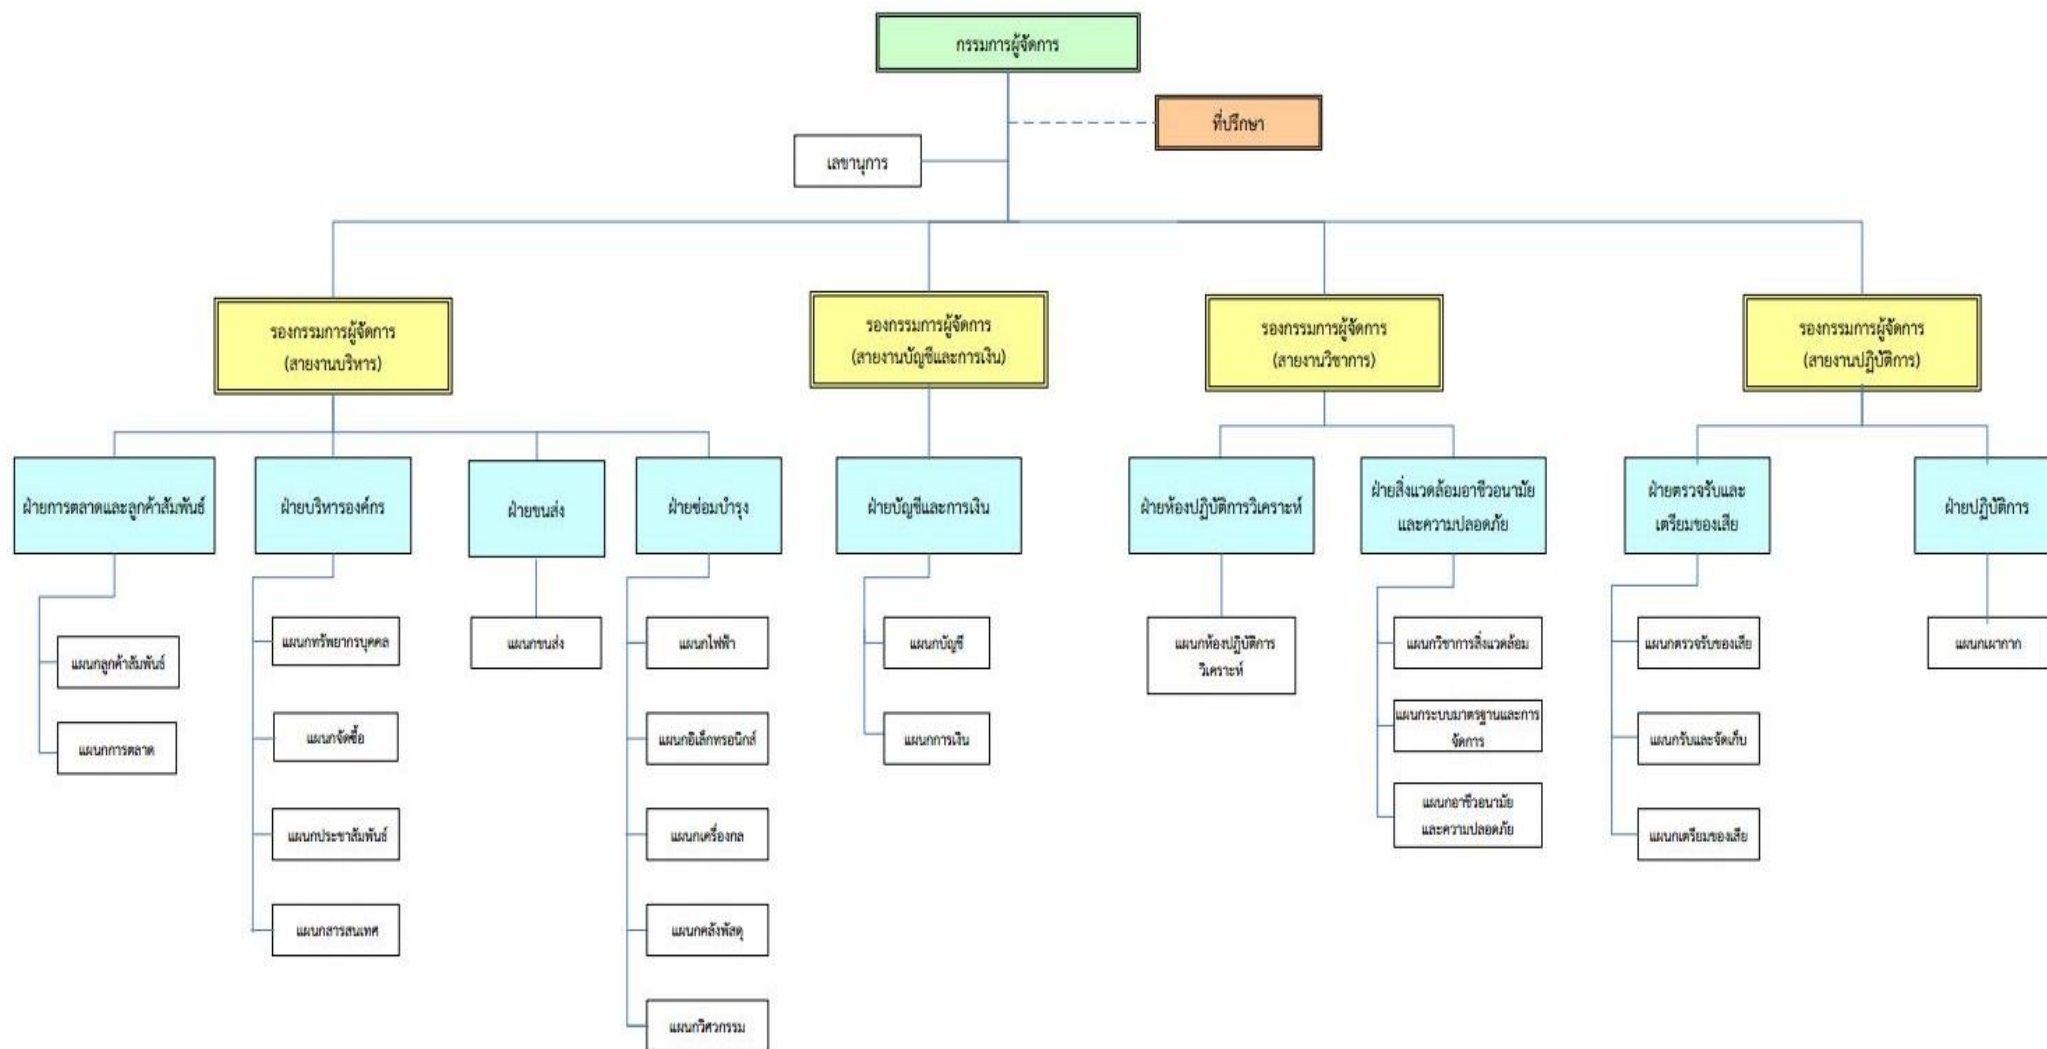 กรรมการผู้จัดการ
ที่ปรึกษา
เลขานุการ
รองกรรมการผู้จัดการ
(สายงานบริหาร)
รองกรรมการผู้จัดการ
(สายงานบัญชีและการเงิน)
รองกรรมการผู้จัดการ
(สายงานวิชาการ)
รองกรรมการผู้จัดการ
(สายงานปฏิบัติการ)
ฝ่ายการตลาดและลูกค้าสัมพันธ์
ฝ่ายบริหารองค์กร
ฝ่ายขนส่ง
ฝ่ายซ่อมบำรุง
ฝ่ายบัญชีและการเงิน
ฝ่ายห้องปฏิบัติการวิเคราะห์
ฝ่ายสิ่งแวดล้อมอาชีวอนามัย
และความปลอดภัย
ฝ่ายตรวจรับและ
เตรียมของเสีย
ฝ่ายปฏิบัติการ
แผนกลูกค้าสัมพันธ์
แผนกการตลาด
แผนกทรัพยากรบุคคล
แผนกจัดซื้อ
แผนกประชาสัมพันธ์
แผนกสารสนเทศ
แผนกขนส่ง
แผนกไฟฟ้า
แผนกอิเล็กทรอนิกส์
แผนกเครื่องกล
แผนกคลังพัสดุ
แผนกวิศวกรรม
แผนกบัญชี
แผนกการเงิน
แผนกห้องปฏิบัติการ
วิเคราะห์
แผนกวิชาการสิ่งแวดล้อม
แผนกระบบมาตรฐานและการ
จัดการ
แผนกอาชีวอนามัย
และความปลอดภัย
แผนกตรวจรับของเสีย
แผนกรับและจัดเก็บ
แผนกเตรียมของเสีย
แผนกเผากาก